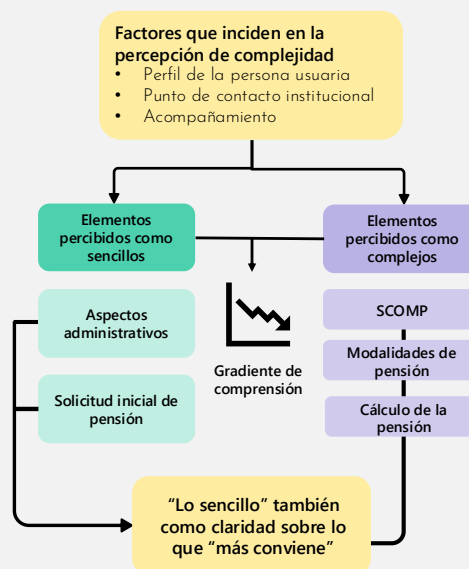 Factores que inciden en la
percepción de complejidad
• Perfil de la persona usuaria
• Punto de contacto institucional
• Acompañamiento
Elementos
percibidos como
sencillos
Elementos
percibidos como
complejos
Aspectos
administrativos
Solicitud inicial de
pensión
Gradiente de
comprensión
SCOMP
Modalidades de
pensión
Cálculo de la
pensión
“Lo sencillo” también
como claridad sobre lo
que “más conviene”